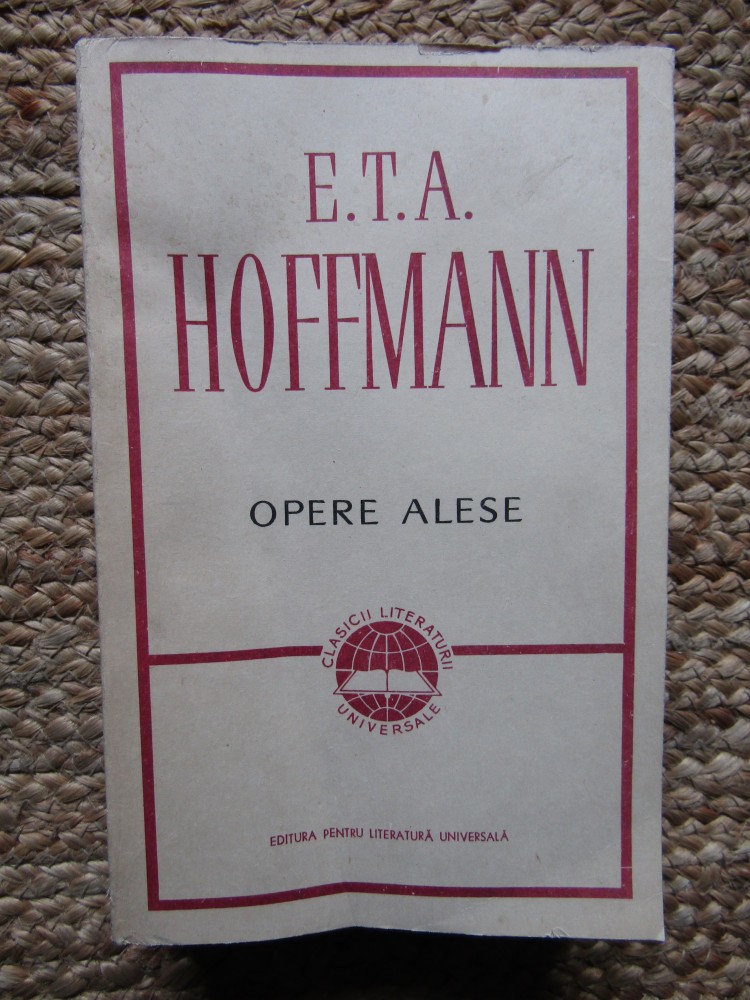 E.T.A.
HOFFMANN
OPERE ALESE
CLASICII LITERATURII
UNIVERSALE
EDITURA PENTRU LITERATURĂ UNIVERSALĂ